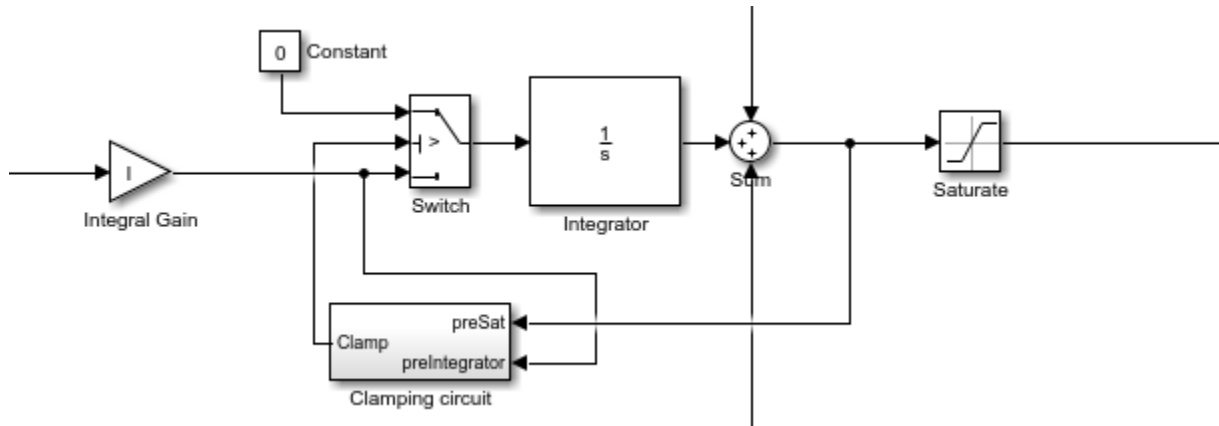 0
Constant
1
s
>
+
+
+
I
Sum
Saturate
Switch
Integral Gain
Integrator
preSat
Clamp
preIntegrator
Clamping circuit